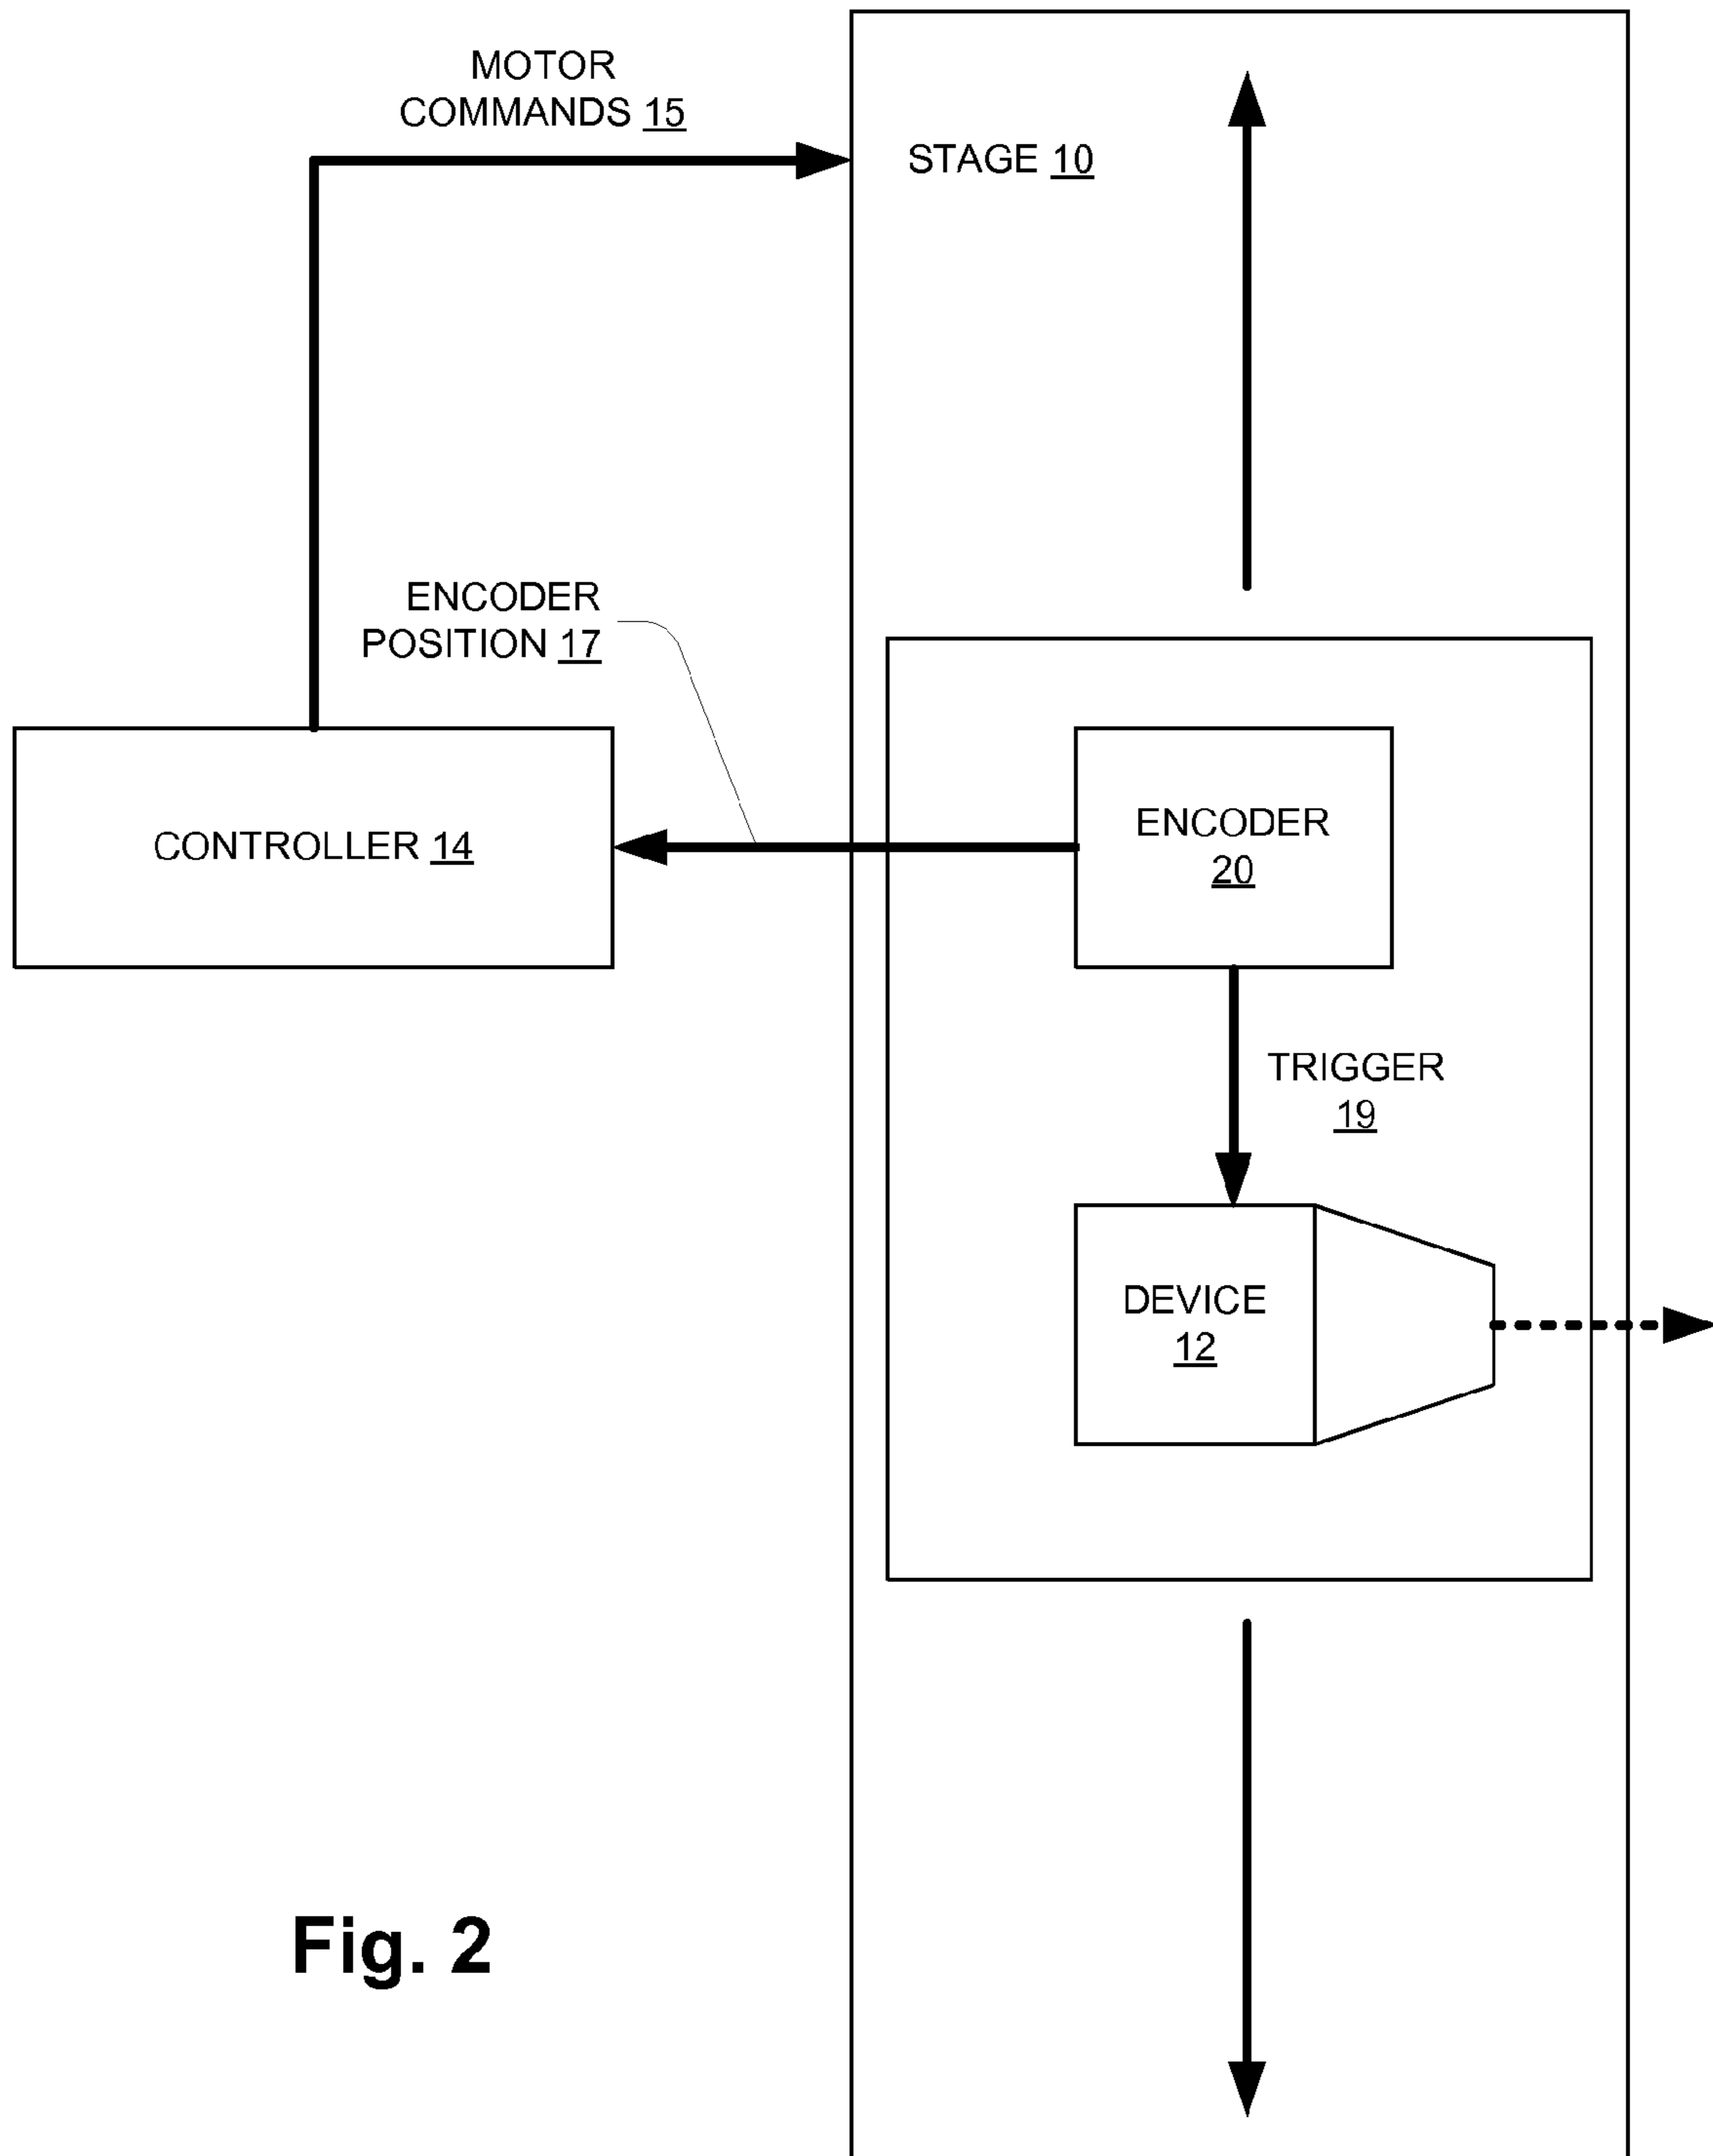 MOTOR
COMMANDS 15
STAGE 10
ENCODER
POSITION 17
CONTROLLER 14
ENCODER
20
TRIGGER
19
DEVICE
12
Fig. 2